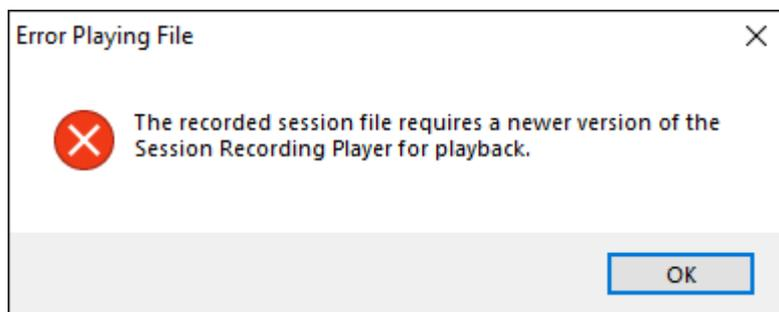 Error Playing File
The recorded session file requires a newer version of the
Session Recording Player for playback.
OK